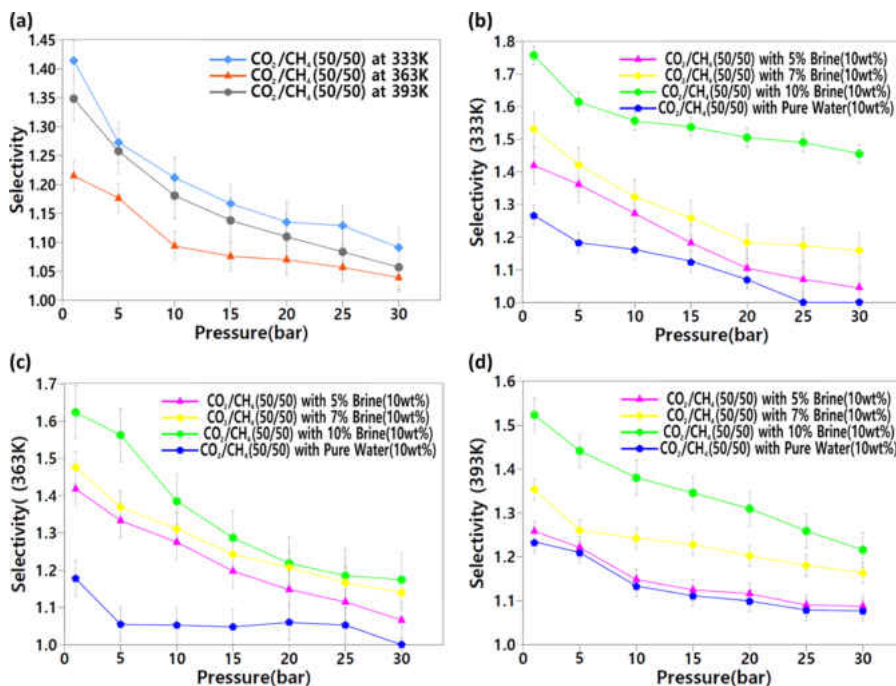 (a)
1.45
1.40
1.35
1.30
1.25
1.20
1.15
1.10
1.05
1.00
Selectivity
CO₂/CH₄(50/50) at 333K
CO₂/CH₄(50/50) at 363K
CO₂/CH₄(50/50) at 393K
0 5 10 15 20 25 30
Pressure(bar)
(b)
1.8
1.7
1.6
1.5
1.4
1.3
1.2
1.1
1.0
Selectivity (333K)
CO₂/CH₄(50/50) with 5% Brine(10wt%)
CO₂/CH₄(50/50) with 7% Brine(10wt%)
CO₂/CH₄(50/50) with 10% Brine(10wt%)
CO₂/CH₄(50/50) with Pure Water(10wt%)
0 5 10 15 20 25 30
Pressure(bar)
(c)
1.7
1.6
1.5
1.4
1.3
1.2
1.1
1.0
Selectivity( (363K)
CO₂/CH₄(50/50) with 5% Brine(10wt%)
CO₂/CH₄(50/50) with 7% Brine(10wt%)
CO₂/CH₄(50/50) with 10% Brine(10wt%)
CO₂/CH₄(50/50) with Pure Water(10wt%)
0 5 10 15 20 25 30
Pressure(bar)
(d)
1.6
1.5
1.4
1.3
1.2
1.1
1.0
Selectivity (393K)
CO₂/CH₄(50/50) with 5% Brine(10wt%)
CO₂/CH₄(50/50) with 7% Brine(10wt%)
CO₂/CH₄(50/50) with 10% Brine(10wt%)
CO₂/CH₄(50/50) with Pure Water(10wt%)
0 5 10 15 20 25 30
Pressure(bar)